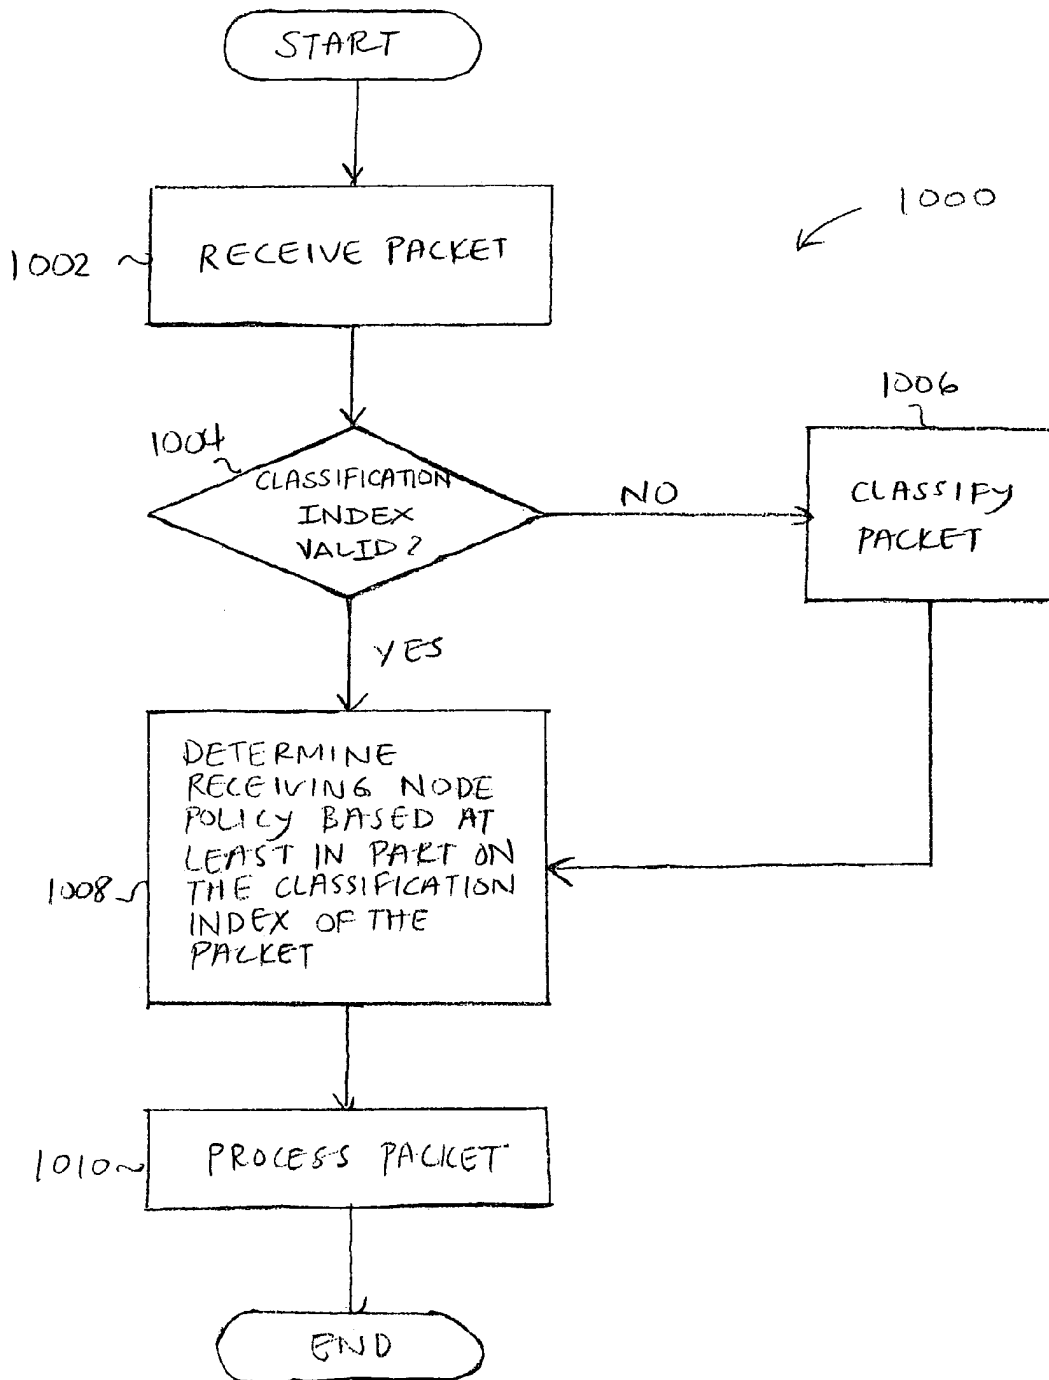 START
1000
1002
RECEIVE PACKET
1006
1004
CLASSIFICATION
INDEX
VALID?
NO
CLASSIFY
PACKET
YES
DETERMINE
RECEIVING NODE
POLICY BASED AT
LEAST IN PART ON
THE CLASSIFICATION
INDEX OF THE
PACKET
1008
1010
PROCESS PACKET
END